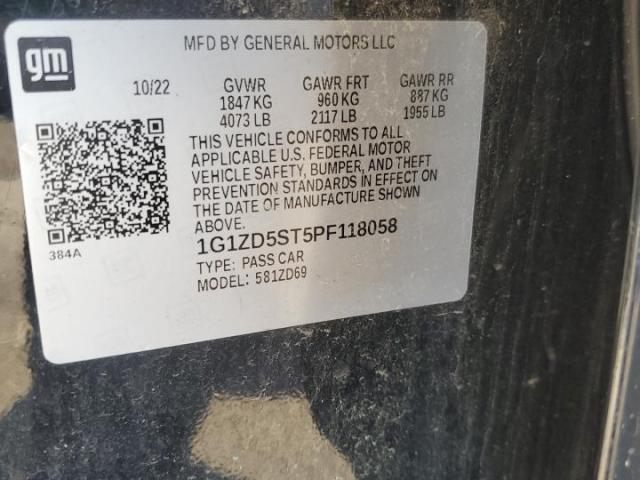 gm
MFD BY GENERAL MOTORS LLC
10/22 GVWR GAWR FRT GAWR RR
1847 KG 960 KG 887 KG
4073 LB 2117 LB 1955 LB
THIS VEHICLE CONFORMS TO ALL
APPLICABLE U.S. FEDERAL MOTOR
VEHICLE SAFETY, BUMPER, AND THEFT
PREVENTION STANDARDS IN EFFECT ON
THE DATE OF MANUFACTURE SHOWN
ABOVE.
384A
1G1ZD5ST5PF118058
TYPE: PASS CAR
MODEL: 581ZD69